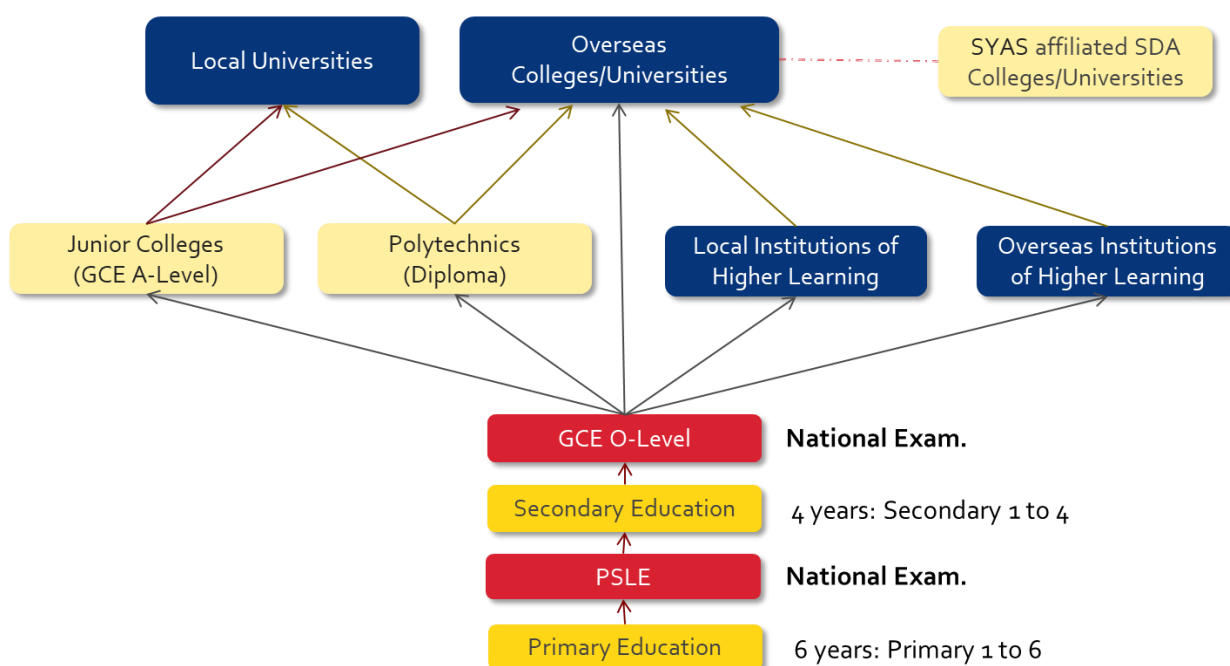 Local Universities
Overseas
Colleges/Universities
SYAS affiliated SDA
Colleges/Universities
Junior Colleges
(GCE A-Level)
Polytechnics
(Diploma)
Local Institutions of
Higher Learning
Overseas Institutions
of Higher Learning
GCE O-Level
National Exam.
Secondary Education
4 years: Secondary 1 to 4
PSLE
National Exam.
Primary Education
6 years: Primary 1 to 6